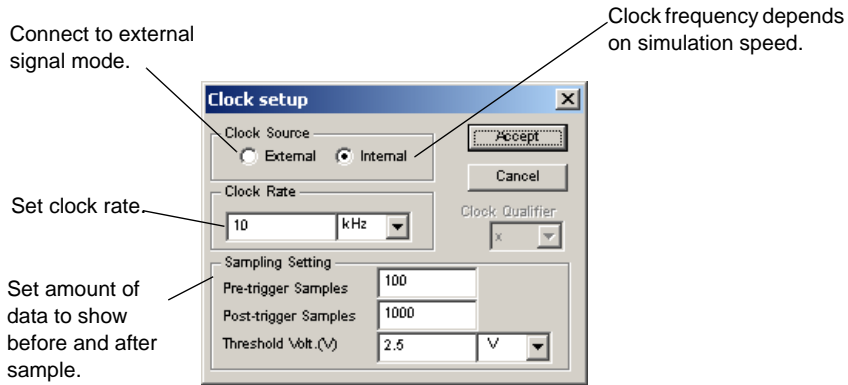 Clock frequency depends
on simulation speed.
Connect to external
signal mode.
Clock setup
Clock Source
External Internal
Accept
Cancel
Set clock rate.
Clock Rate
10 kHz
Clock Qualifier
x
Set amount of
data to show
before and after
sample.
Sampling Setting
Pre-trigger Samples 100
Post-trigger Samples 1000
Threshold Volt.(V) 2.5 V